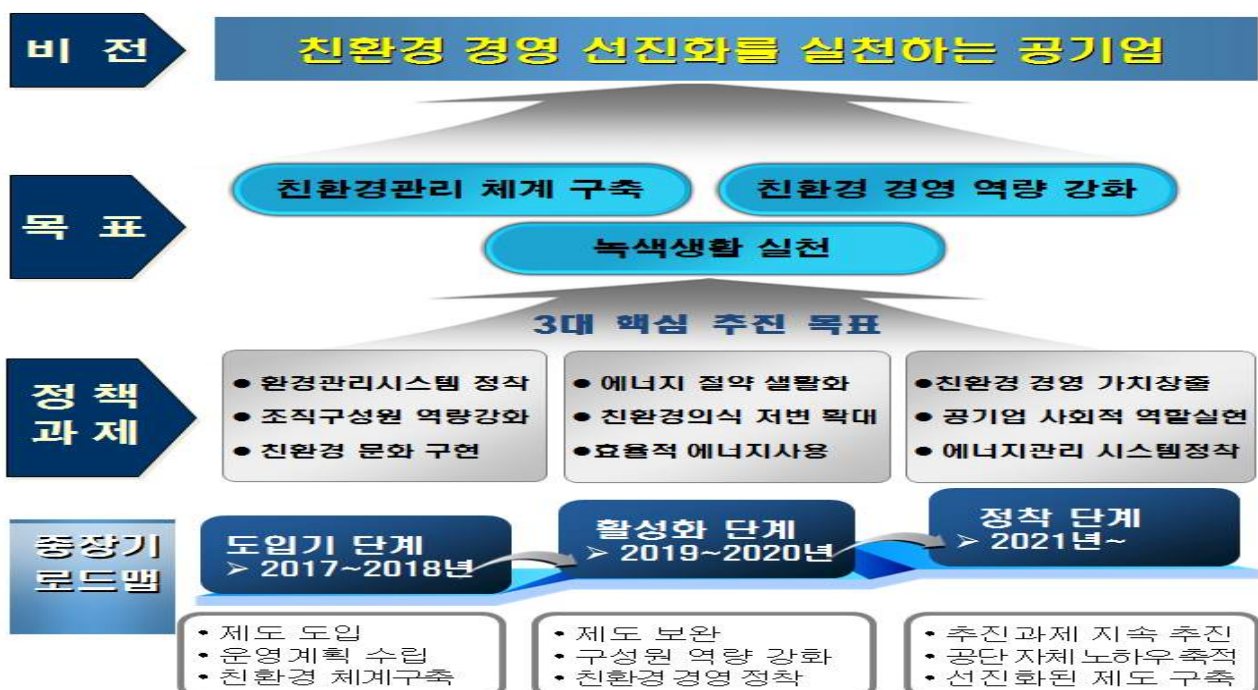 비 전
친환경 경영 선진화를 실천하는 공기업
목 표
친환경관리 체계 구축
친환경 경영 역량 강화
녹색생활 실천
3대 핵심 추진 목표
정 책
과 제
● 환경관리시스템 정착
● 조직구성원 역량강화
● 친환경 문화 구현
● 에너지 절약 생활화
● 친환경의식 저변 확대
●효율적 에너지사용
●친환경 경영 가치창출
● 공기업 사회적 역할실현
● 에너지관리 시스템정착
중장기
로드맵
도입기 단계
➢ 2017~2018년
활성화 단계
➢ 2019~2020년
정착 단계
➢ 2021년~
• 제도 도입
• 운영계획 수립
• 친환경 체계구축
• 제도 보완
• 구성원 역량 강화
• 친환경 경영 정착
• 추진과제 지속 추진
• 공단 자체 노하우 축적
• 선진화된 제도 구축